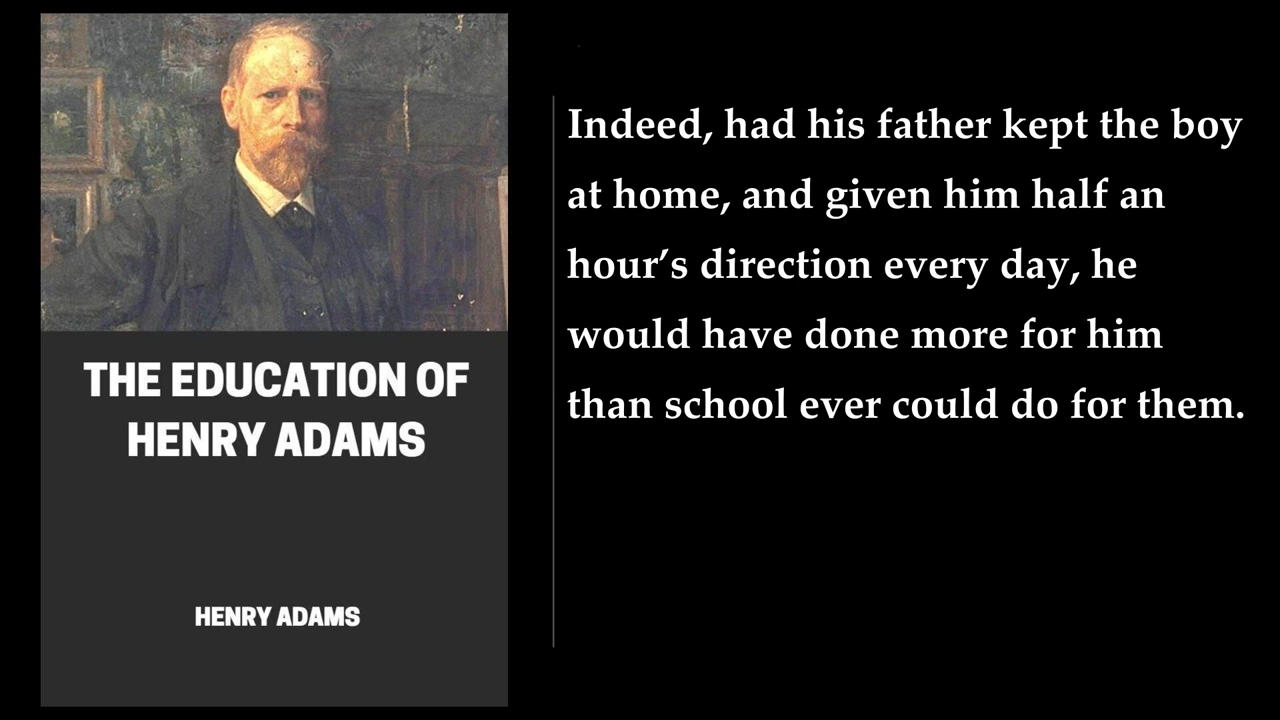 THE EDUCATION OF
HENRY ADAMS
HENRY ADAMS
Indeed, had his father kept the boy
at home, and given him half an
hour’s direction every day, he
would have done more for him
than school ever could do for them.